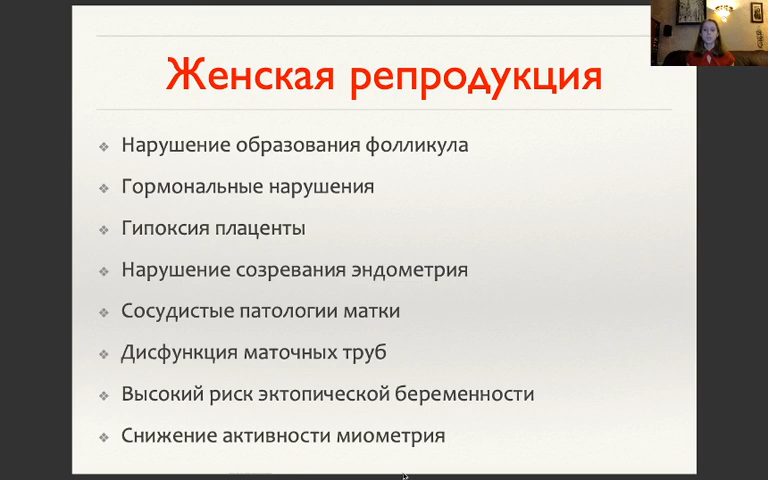 Женская репродукция
Нарушение образования фолликула
Гормональные нарушения
Гипоксия плаценты
Нарушение созревания эндометрия
Сосудистые патологии матки
Дисфункция маточных труб
Высокий риск эктопической беременности
Снижение активности миометрия